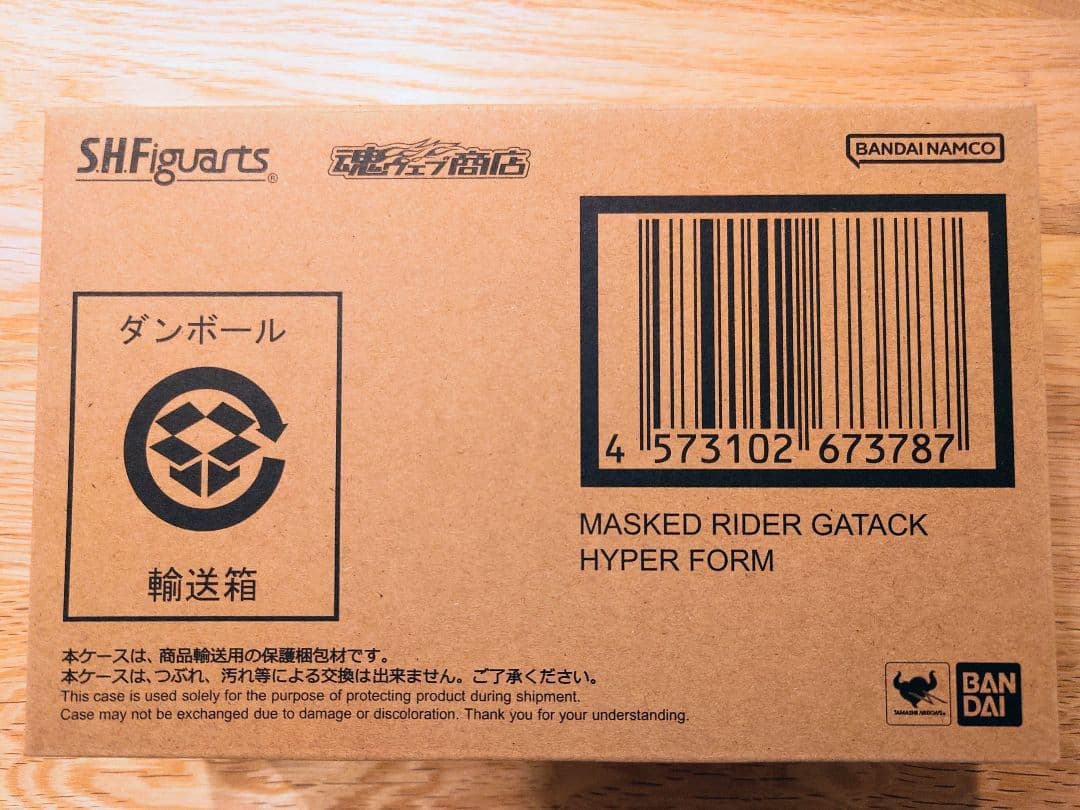 S.H.Figuarts®
魂ウェブ商店
BANDAI NAMCO
ダンボール
輸送箱
4 573102 673787
MASKED RIDER GATACK
HYPER FORM
本ケースは、商品輸送用の保護梱包材です。
本ケースは、つぶれ、汚れ等による交換は出来ません。ご了承ください。
This case is used solely for the purpose of protecting product during shipment.
Case may not be exchanged due to damage or discoloration. Thank you for your understanding.
TAMASHII NATIONS
BAN
DAI